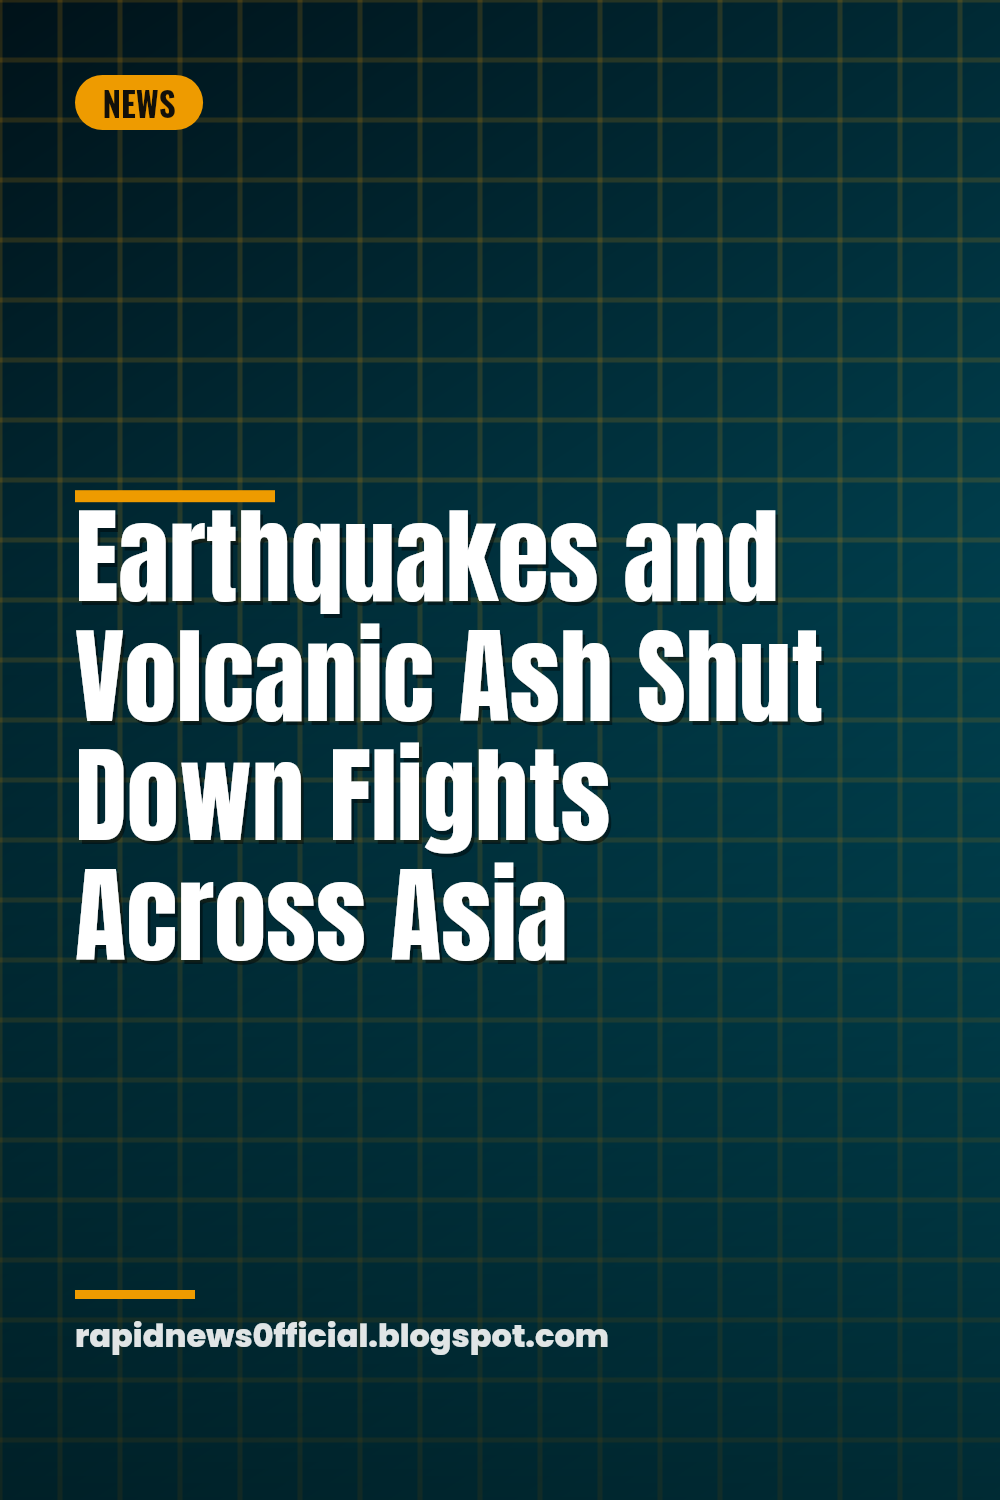 NEWS
Earthquakes and
Volcanic Ash Shut
Down Flights
Across Asia
rapidnews0fficial.blogspot.com